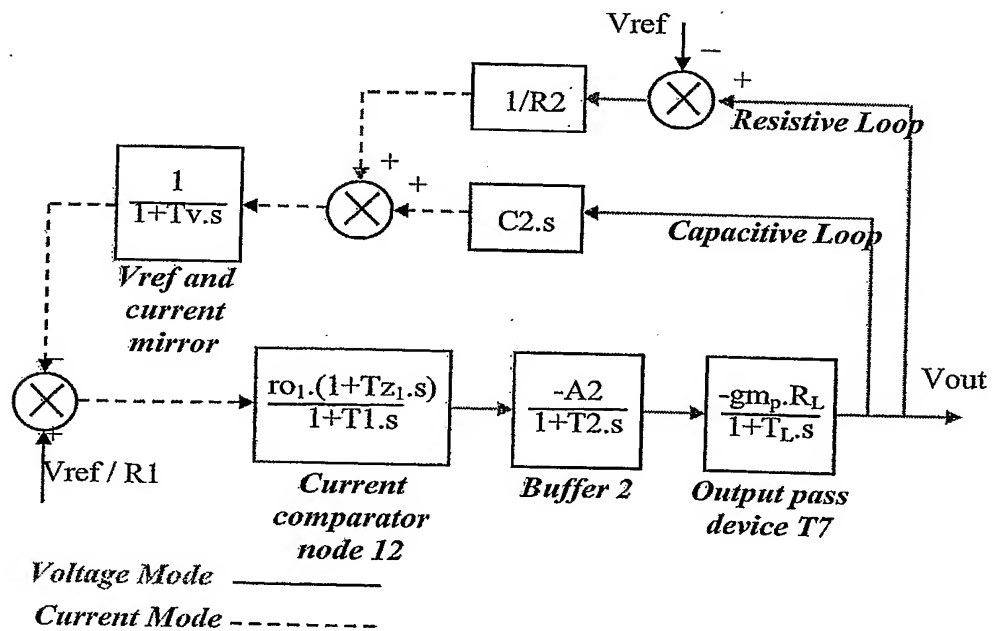 Vref
−
+
1/R2
Resistive Loop
+
+
1
1+Tv.s
C2.s
Capacitive Loop
Vref and
current
mirror
−
ro₁.(1+Tz₁.s)
1+T1.s
-A2
1+T2.s
-gmₚ.R_L
1+T_L.s
Vout
+
Vref / R1
Current
comparator
node 12
Buffer 2
Output pass
device T7
Voltage Mode
Current Mode